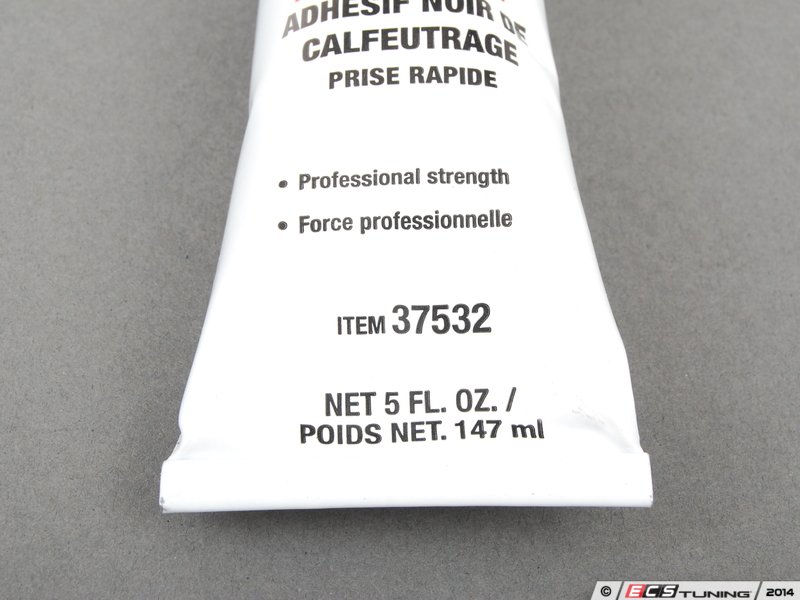 ADHÉSIF NOIR DE
CALFEUTRAGE
PRISE RAPIDE
• Professional strength
• Force professionnelle
ITEM 37532
NET 5 FL. OZ. /
POIDS NET. 147 ml
© ECS TUNING 2014